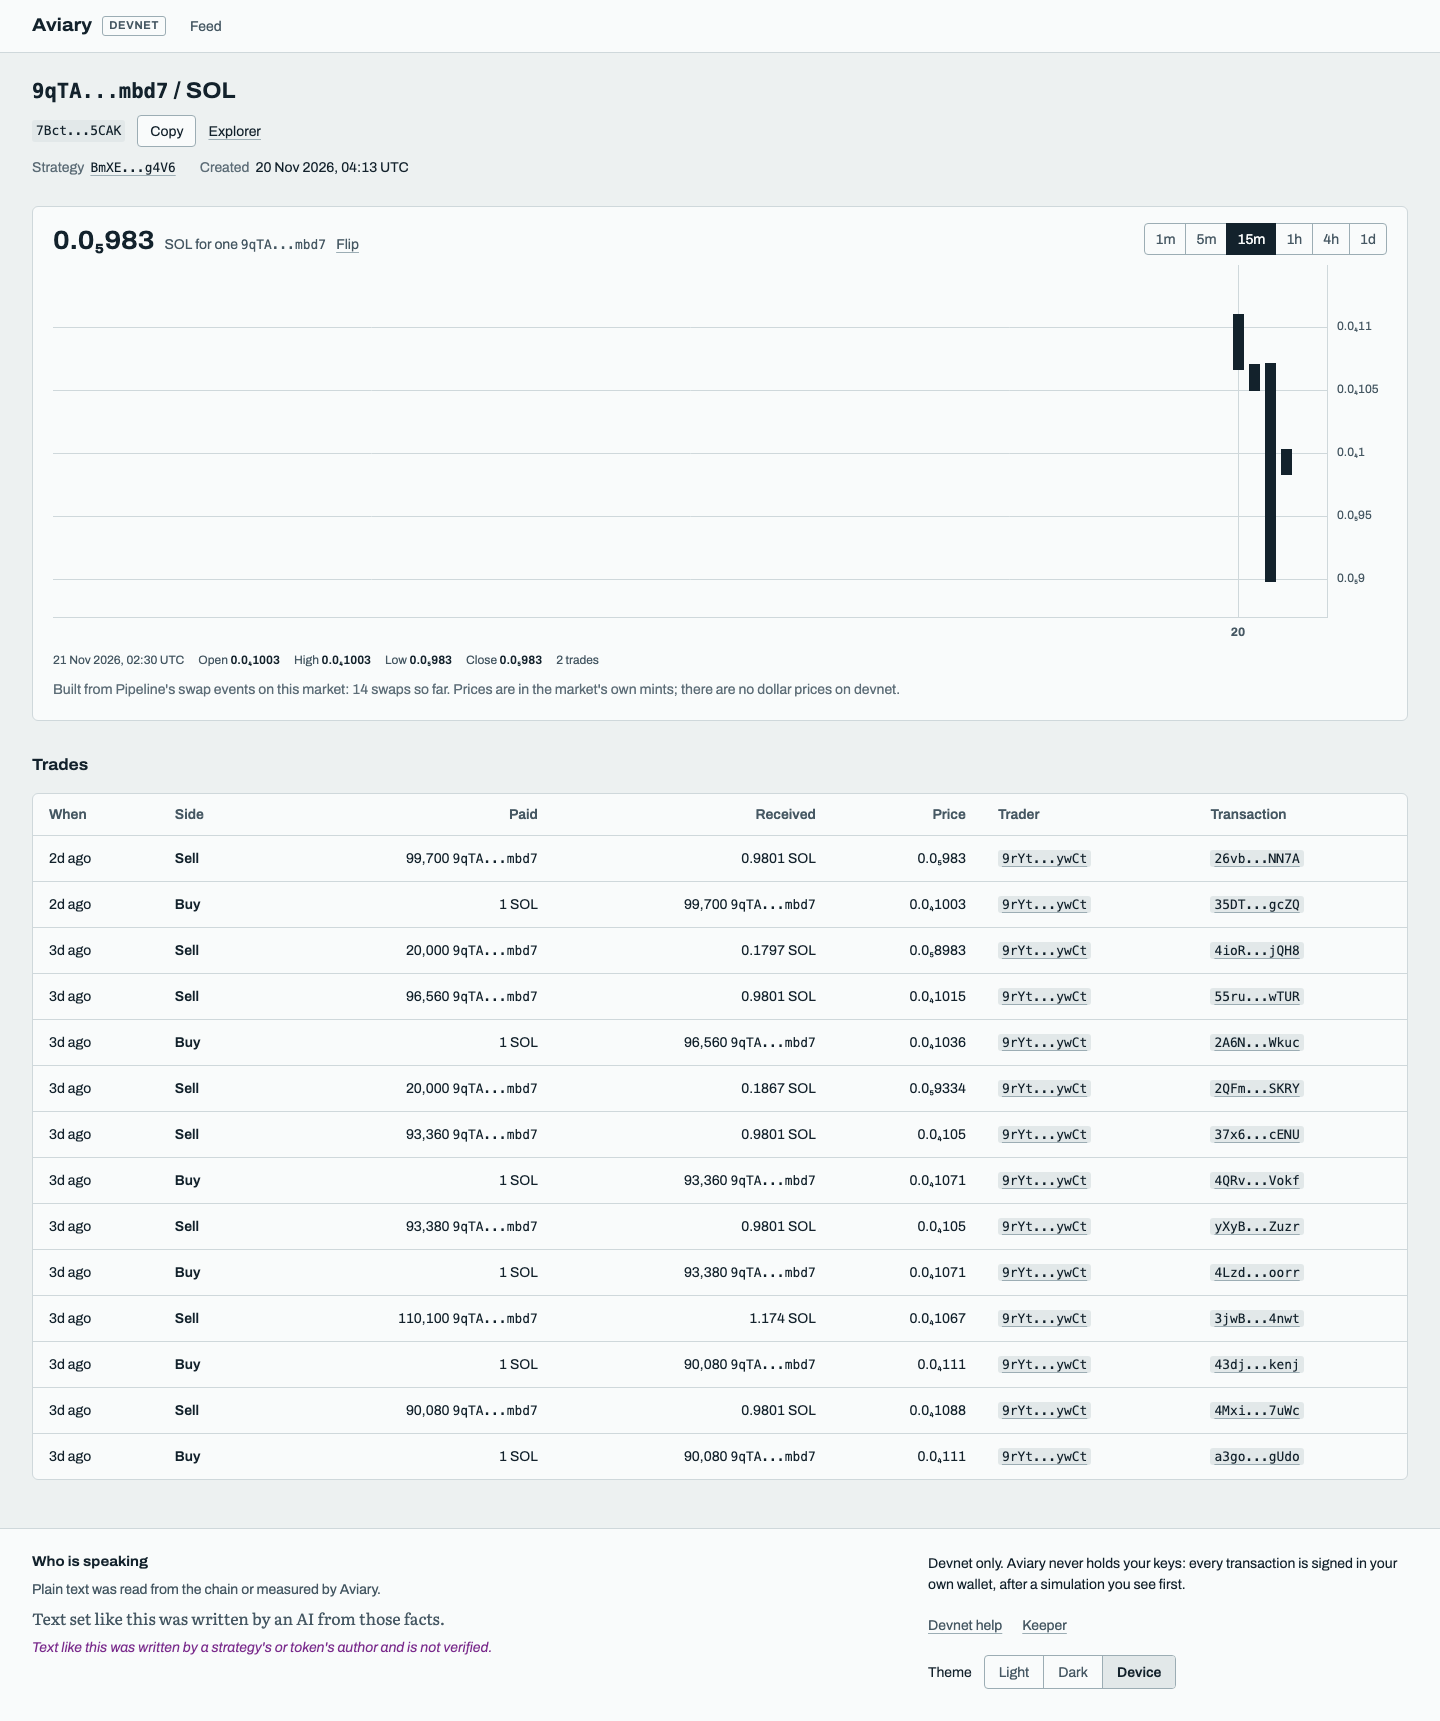 Aviary DEVNET Feed
9qTA...mbd7 / SOL
7Bct...5CAK Copy Explorer
Strategy BmXE...g4V6 Created 20 Nov 2026, 04:13 UTC
0.0₅983 SOL for one 9qTA...mbd7 Flip
1m 5m 15m 1h 4h 1d
0.0₄11
0.0₄105
0.0₄1
0.0₅95
0.0₅9
20
21 Nov 2026, 02:30 UTC Open 0.0₄1003 High 0.0₄1003 Low 0.0₅983 Close 0.0₅983 2 trades
Built from Pipeline's swap events on this market: 14 swaps so far. Prices are in the market's own mints; there are no dollar prices on devnet.
Trades
When Side Paid Received Price Trader Transaction
2d ago Sell 99,700 9qTA...mbd7 0.9801 SOL 0.0₅983 9rYt...ywCt 26vb...NN7A
2d ago Buy 1 SOL 99,700 9qTA...mbd7 0.0₄1003 9rYt...ywCt 35DT...gcZQ
3d ago Sell 20,000 9qTA...mbd7 0.1797 SOL 0.0₅8983 9rYt...ywCt 4ioR...jQH8
3d ago Sell 96,560 9qTA...mbd7 0.9801 SOL 0.0₄1015 9rYt...ywCt 55ru...wTUR
3d ago Buy 1 SOL 96,560 9qTA...mbd7 0.0₄1036 9rYt...ywCt 2A6N...Wkuc
3d ago Sell 20,000 9qTA...mbd7 0.1867 SOL 0.0₅9334 9rYt...ywCt 2QFm...SKRY
3d ago Sell 93,360 9qTA...mbd7 0.9801 SOL 0.0₄105 9rYt...ywCt 37x6...cENU
3d ago Buy 1 SOL 93,360 9qTA...mbd7 0.0₄1071 9rYt...ywCt 4QRv...Vokf
3d ago Sell 93,380 9qTA...mbd7 0.9801 SOL 0.0₄105 9rYt...ywCt yXyB...Zuzr
3d ago Buy 1 SOL 93,380 9qTA...mbd7 0.0₄1071 9rYt...ywCt 4Lzd...oorr
3d ago Sell 110,100 9qTA...mbd7 1.174 SOL 0.0₄1067 9rYt...ywCt 3jwB...4nwt
3d ago Buy 1 SOL 90,080 9qTA...mbd7 0.0₄111 9rYt...ywCt 43dj...kenj
3d ago Sell 90,080 9qTA...mbd7 0.9801 SOL 0.0₄1088 9rYt...ywCt 4Mxi...7uWc
3d ago Buy 1 SOL 90,080 9qTA...mbd7 0.0₄111 9rYt...ywCt a3go...gUdo
Who is speaking
Plain text was read from the chain or measured by Aviary.
Text set like this was written by an AI from those facts.
Text like this was written by a strategy's or token's author and is not verified.
Devnet only. Aviary never holds your keys: every transaction is signed in your
own wallet, after a simulation you see first.
Devnet help Keeper
Theme Light Dark Device